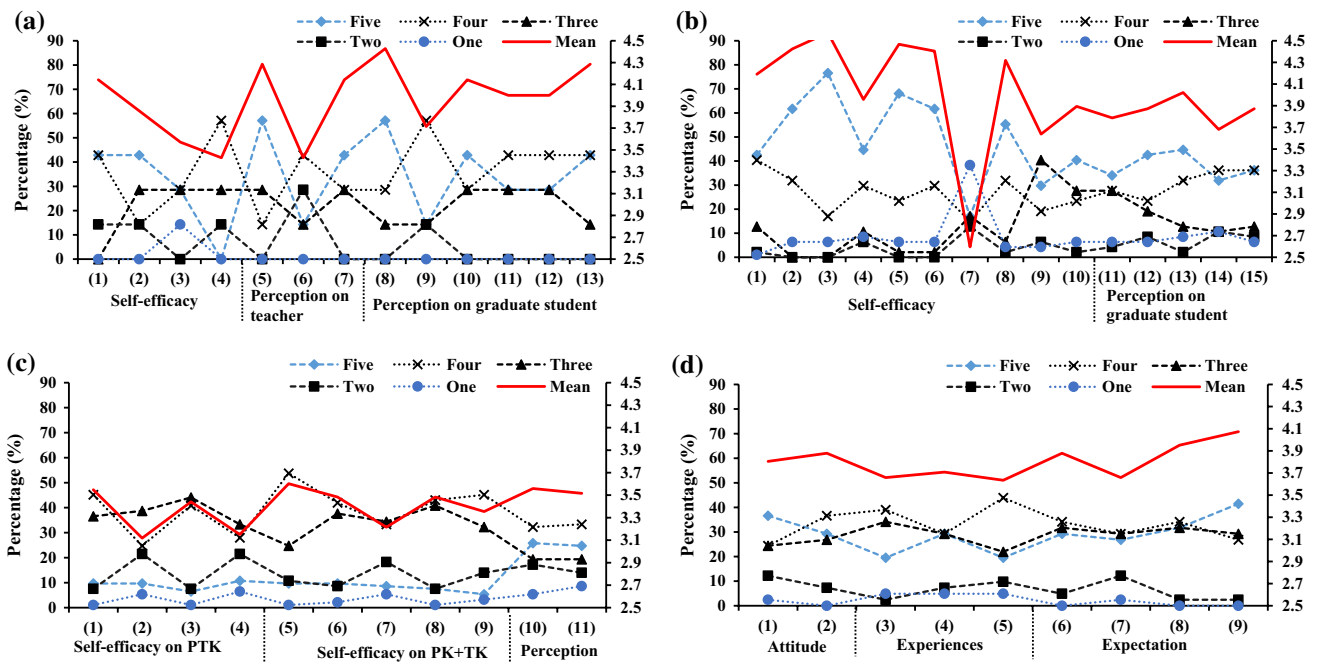 (a)
Five Four Three
Two One Mean
Percentage (%)
90 80 70 60 50 40 30 20 10 0
4.5 4.3 4.1 3.9 3.7 3.5 3.3 3.1 2.9 2.7 2.5
(1) (2) (3) (4) (5) (6) (7) (8) (9) (10) (11) (12) (13)
Self-efficacy Perception on teacher Perception on graduate student
(b)
Five Four Three
Two One Mean
Percentage (%)
90 80 70 60 50 40 30 20 10 0
4.5 4.3 4.1 3.9 3.7 3.5 3.3 3.1 2.9 2.7 2.5
(1) (2) (3) (4) (5) (6) (7) (8) (9) (10) (11) (12) (13) (14) (15)
Self-efficacy Perception on graduate student
(c)
Five Four Three
Two One Mean
Percentage (%)
90 80 70 60 50 40 30 20 10 0
4.5 4.3 4.1 3.9 3.7 3.5 3.3 3.1 2.9 2.7 2.5
(1) (2) (3) (4) (5) (6) (7) (8) (9) (10) (11)
Self-efficacy on PTK Self-efficacy on PK+TK Perception
(d)
Five Four Three
Two One Mean
Percentage (%)
90 80 70 60 50 40 30 20 10 0
4.5 4.3 4.1 3.9 3.7 3.5 3.3 3.1 2.9 2.7 2.5
(1) (2) (3) (4) (5) (6) (7) (8) (9)
Attitude Experiences Expectation